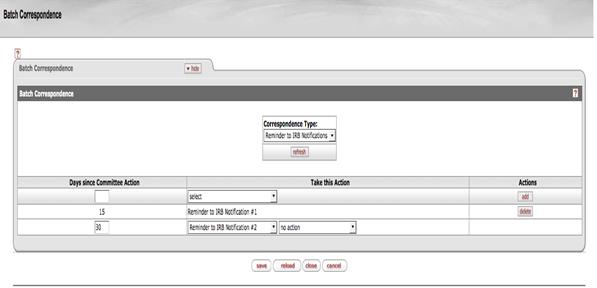 Batch Correspondence
?
Batch Correspondence ▾ hide
Batch Correspondence ?
Correspondence Type:
Reminder to IRB Notifications
refresh
Days since Committee Action Take this Action Actions
select add
15 Reminder to IRB Notification #1 delete
30 Reminder to IRB Notification #2 no action
save reload close cancel